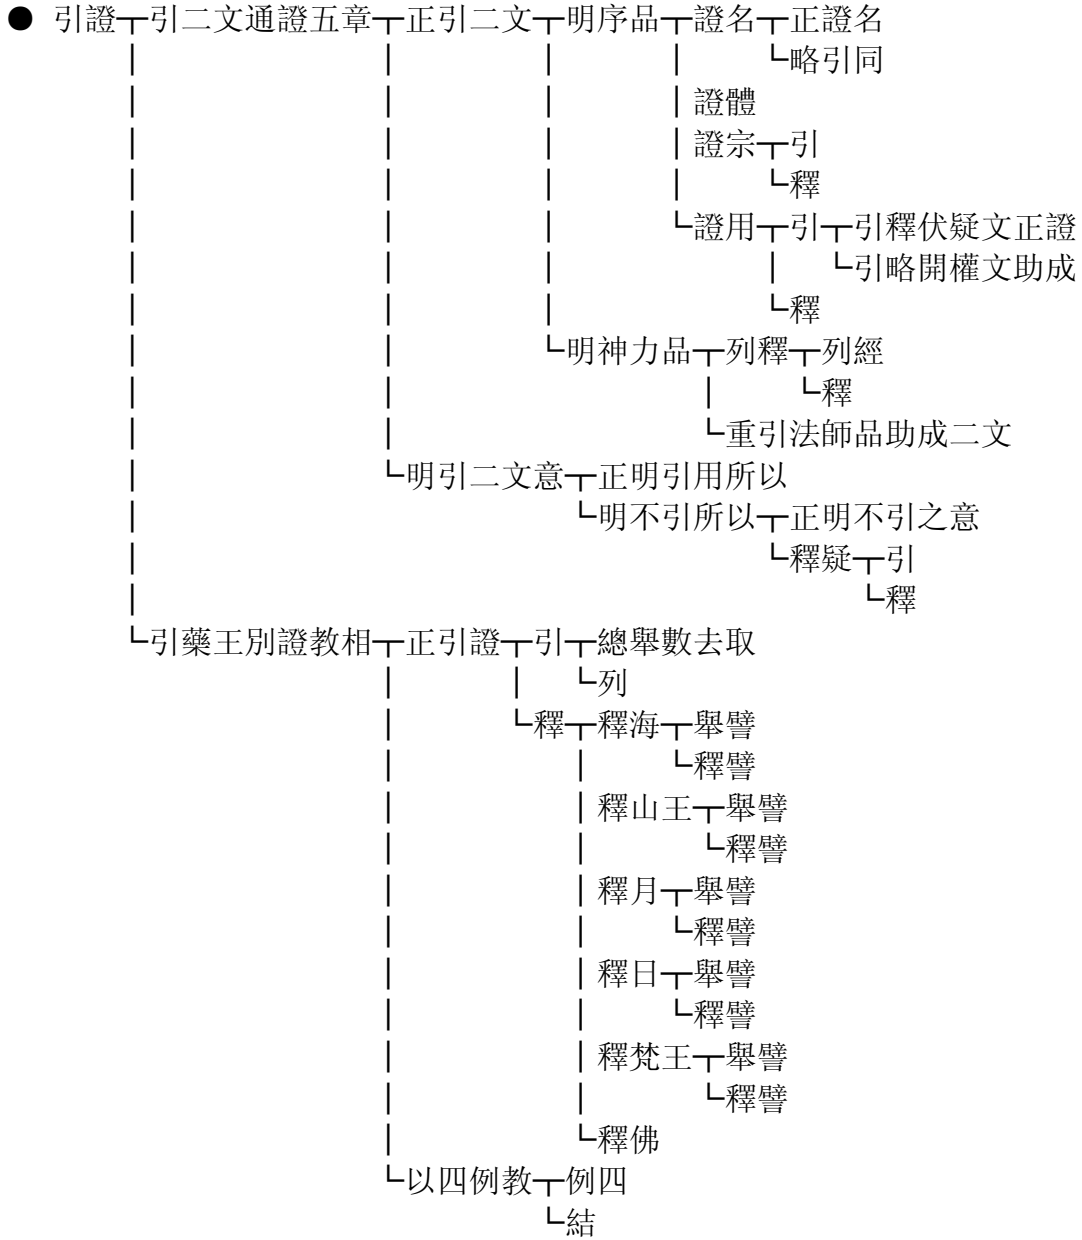 ● 引證┬引二文通證五章┬正引二文┬明序品┬證名┬正證名
└略引同
證體
證宗┬引
└釋
└證用┬引┬引釋伏疑文正證
└引略開權文助成
└釋
└明神力品┬列釋┬列經
└釋
└重引法師品助成二文
└明引二文意┬正明引用所以
└明不引所以┬正明不引之意
└釋疑┬引
└釋
└引藥王別證教相┬正引證┬引┬總舉數去取
└列
└釋┬釋海┬舉譬
└釋譬
釋山王┬舉譬
└釋譬
釋月┬舉譬
└釋譬
釋日┬舉譬
└釋譬
釋梵王┬舉譬
└釋譬
└釋佛
└以四例教┬例四
└結